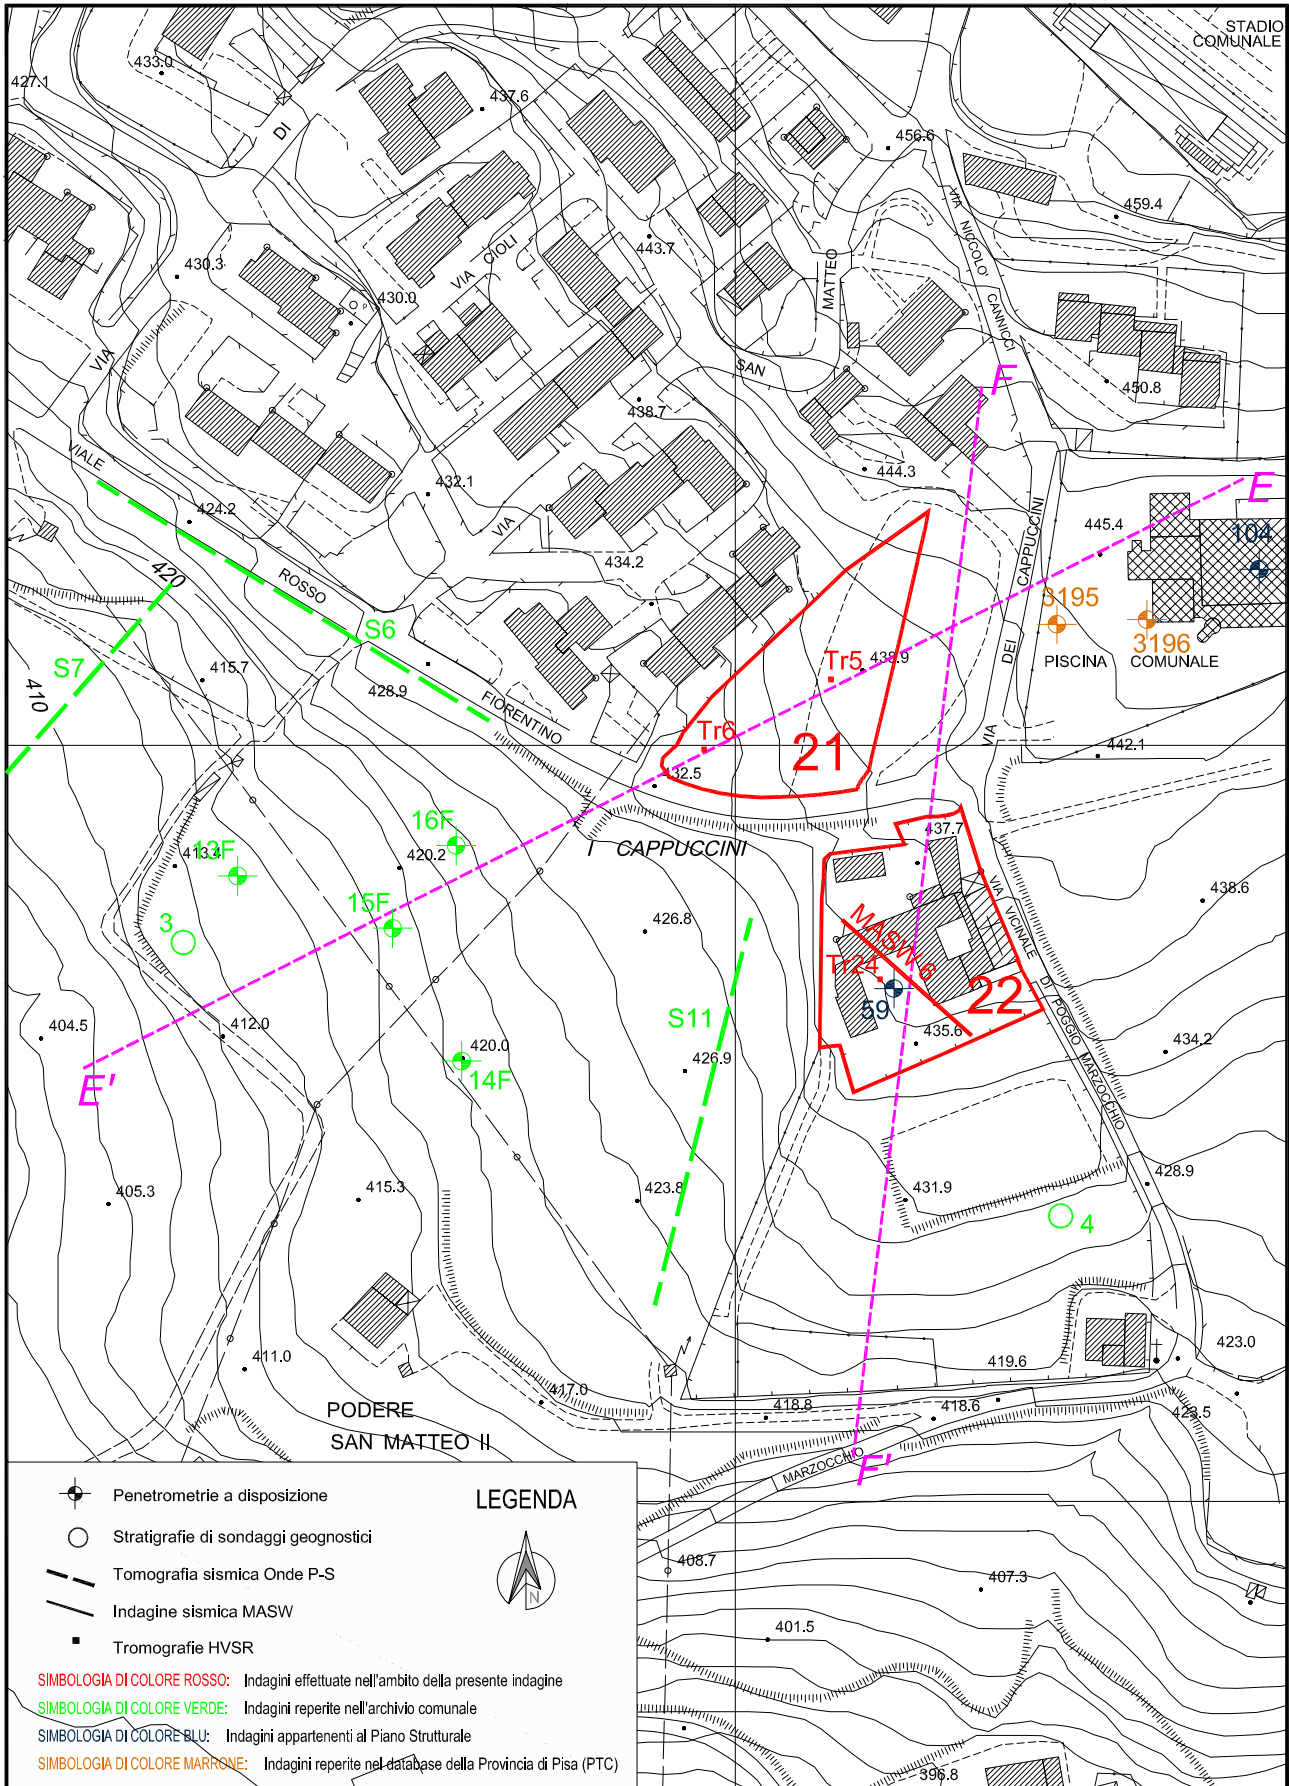 STADIO
COMUNALE
433.0
427.1
437.6
DI
456.6
VIA NICCOLO' CANNICCI
459.4
443.7
VIA CIOLI
MATTEO
430.3
430.0
VIA
SAN
F
450.8
438.7
444.3
VIALE
432.1
E
424.2
VIA
445.4
104
434.2
420
ROSSO
CAPPUCCINI
3195
S6
3196
S7
415.7
DEI
PISCINA COMUNALE
438.9
Tr5
410
428.9
FIORENTINO
Tr6
21
VIA
442.1
432.5
16F
437.7
I CAPPUCCINI
413.4
13F
420.2
VIA VICINALE DI POGGIO MARZOCCHIO
438.6
15F
3
426.8
MASW 6
Tr24
22
59
S11
404.5
412.0
435.6
434.2
420.0
426.9
14F
E'
405.3
415.3
423.8
431.9
428.9
4
411.0
423.0
419.6
417.0
418.8
418.6
423.5
PODERE
SAN MATTEO II
MARZOCCHIO
F'
408.7
407.3
401.5
396.8
LEGENDA
N
Penetrometrie a disposizione
Stratigrafie di sondaggi geognostici
Tomografia sismica Onde P-S
Indagine sismica MASW
Tromografie HVSR
SIMBOLOGIA DI COLORE ROSSO: Indagini effettuate nell'ambito della presente indagine
SIMBOLOGIA DI COLORE VERDE: Indagini reperite nell'archivio comunale
SIMBOLOGIA DI COLORE BLU: Indagini appartenenti al Piano Strutturale
SIMBOLOGIA DI COLORE MARRONE: Indagini reperite nel database della Provincia di Pisa (PTC)